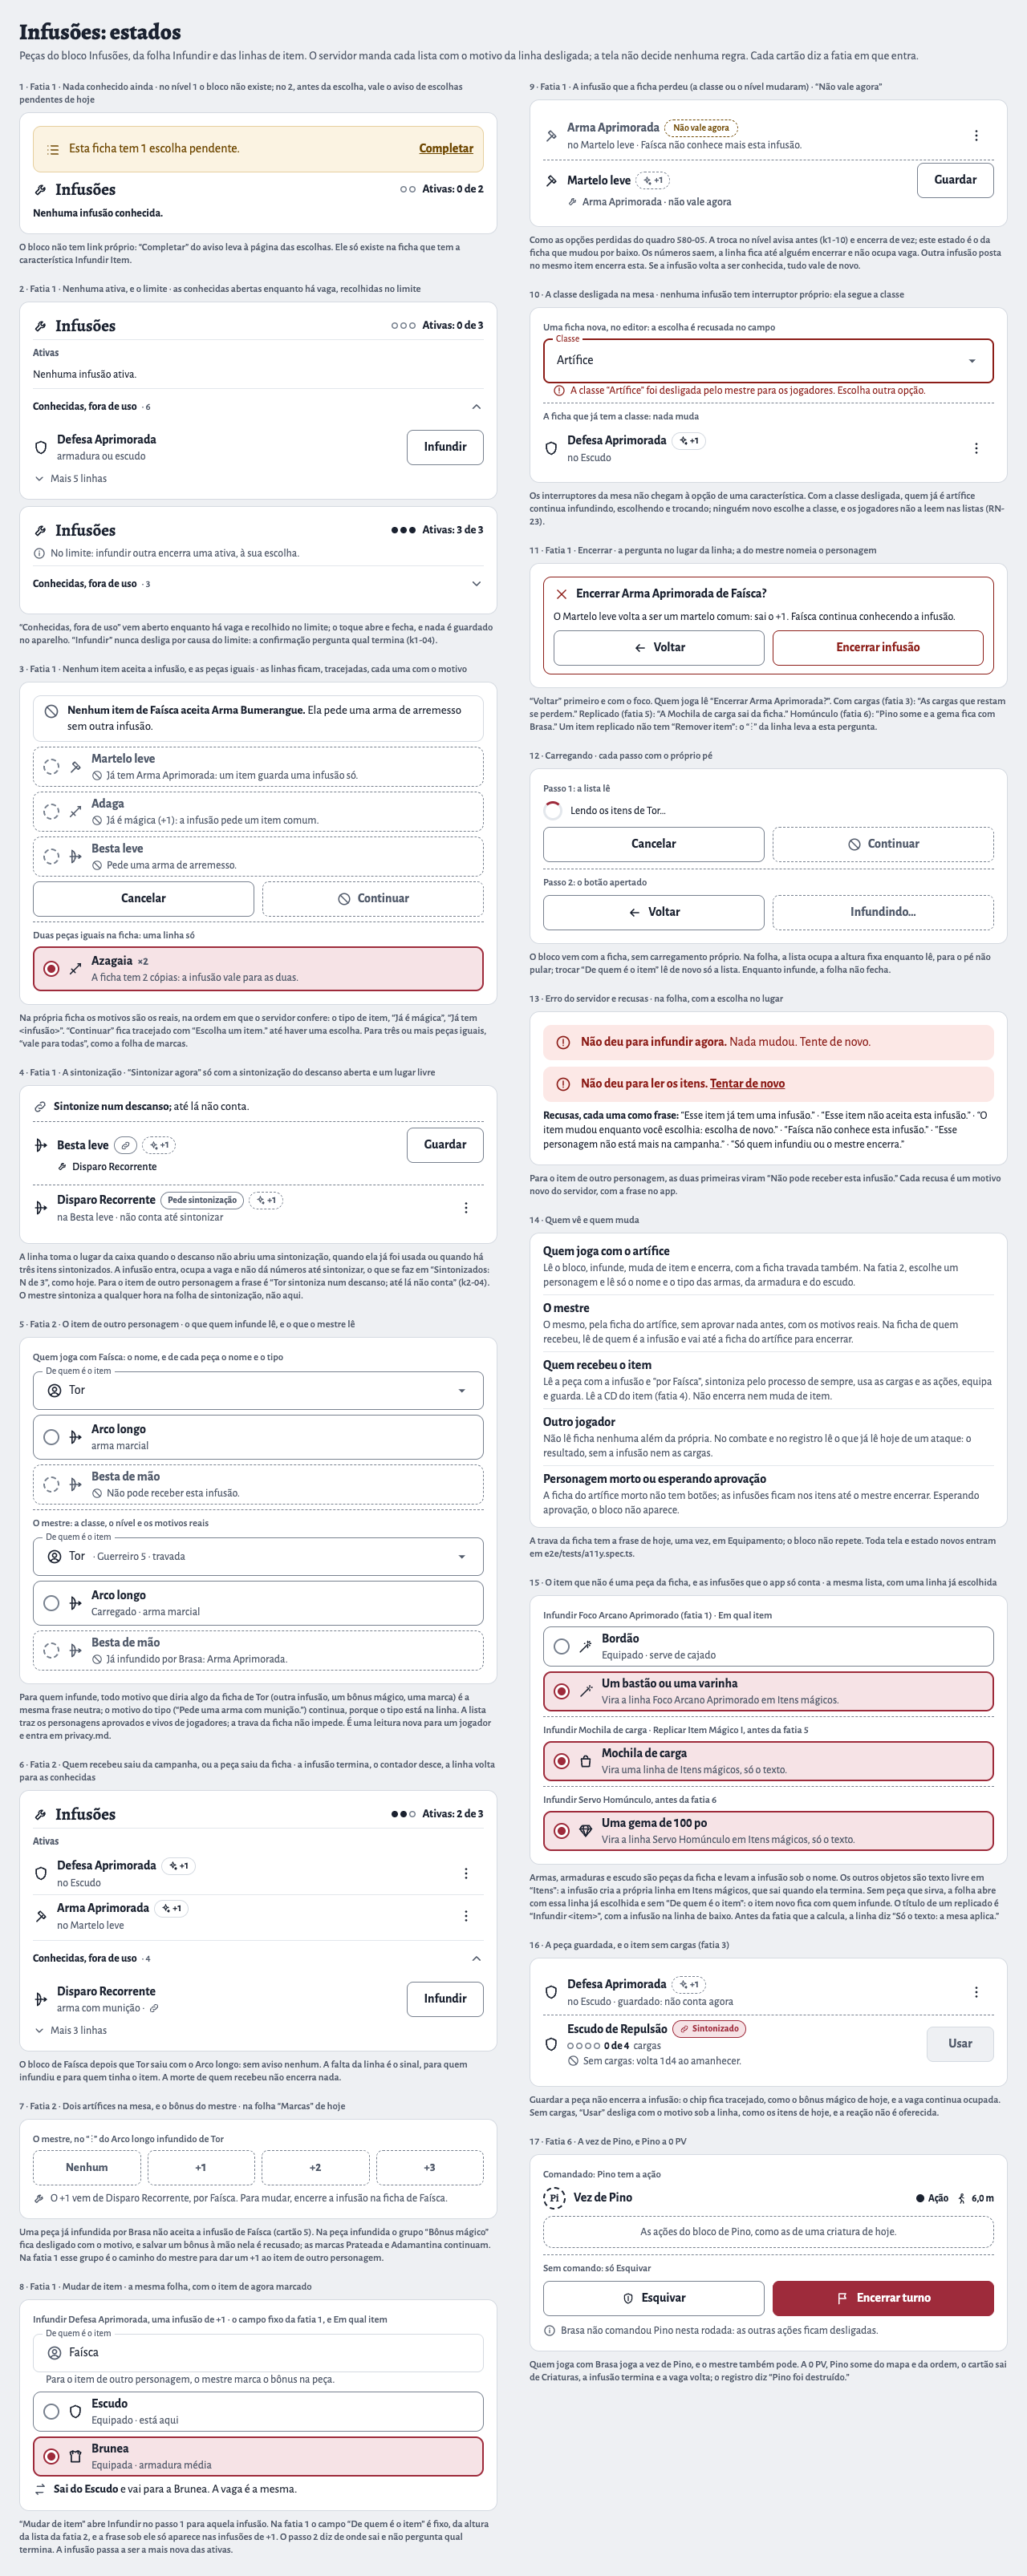 Infusões: estados
Peças do bloco Infusões, da folha Infundir e das linhas de item. O servidor manda cada lista com o motivo da linha desligada; a tela não decide nenhuma regra. Cada cartão diz a fatia em que entra.
1 · Fatia 1 · Nada conhecido ainda · no nível 1 o bloco não existe; no 2, antes da escolha, vale o aviso de escolhas
pendentes de hoje
Esta ficha tem 1 escolha pendente.
Completar
Infusões
Ativas: 0 de 2
Nenhuma infusão conhecida.
O bloco não tem link próprio: "Completar" do aviso leva à página das escolhas. Ele só existe na ficha que tem a
característica Infundir Item.
2 · Fatia 1 · Nenhuma ativa, e o limite · as conhecidas abertas enquanto há vaga, recolhidas no limite
Infusões
Ativas: 0 de 3
Ativas
Nenhuma infusão ativa.
Conhecidas, fora de uso · 6
Defesa Aprimorada
armadura ou escudo
Infundir
Mais 5 linhas
Infusões
Ativas: 3 de 3
No limite: infundir outra encerra uma ativa, à sua escolha.
Conhecidas, fora de uso · 3
"Conhecidas, fora de uso" vem aberto enquanto há vaga e recolhido no limite; o toque abre e fecha, e nada é guardado
no aparelho. "Infundir" nunca desliga por causa do limite: a confirmação pergunta qual termina (k1-04).
3 · Fatia 1 · Nenhum item aceita a infusão, e as peças iguais · as linhas ficam, tracejadas, cada uma com o motivo
Nenhum item de Faísca aceita Arma Bumerangue. Ela pede uma arma de arremesso
sem outra infusão.
Martelo leve
Já tem Arma Aprimorada: um item guarda uma infusão só.
Adaga
Já é mágica (+1): a infusão pede um item comum.
Besta leve
Pede uma arma de arremesso.
Cancelar
Continuar
Duas peças iguais na ficha: uma linha só
Azagaia ×2
A ficha tem 2 cópias: a infusão vale para as duas.
Na própria ficha os motivos são os reais, na ordem em que o servidor confere: o tipo de item, "Já é mágica", "Já tem
<infusão>". "Continuar" fica tracejado com "Escolha um item." até haver uma escolha. Para três ou mais peças iguais,
"vale para todas", como a folha de marcas.
4 · Fatia 1 · A sintonização · "Sintonizar agora" só com a sintonização do descanso aberta e um lugar livre
Sintonize num descanso; até lá não conta.
Besta leve
+1
Guardar
Disparo Recorrente
Disparo Recorrente
Pede sintonização
+1
na Besta leve · não conta até sintonizar
A linha toma o lugar da caixa quando o descanso não abriu uma sintonização, quando ela já foi usada ou quando há
três itens sintonizados. A infusão entra, ocupa a vaga e não dá números até sintonizar, o que se faz em "Sintonizados:
N de 3", como hoje. Para o item de outro personagem a frase é "Tor sintoniza num descanso; até lá não conta" (k2-04).
O mestre sintoniza a qualquer hora na folha de sintonização, não aqui.
5 · Fatia 2 · O item de outro personagem · o que quem infunde lê, e o que o mestre lê
Quem joga com Faísca: o nome, e de cada peça o nome e o tipo
De quem é o item
Tor
Arco longo
arma marcial
Besta de mão
Não pode receber esta infusão.
O mestre: a classe, o nível e os motivos reais
De quem é o item
Tor · Guerreiro 5 · travada
Arco longo
Carregado · arma marcial
Besta de mão
Já infundido por Brasa: Arma Aprimorada.
Para quem infunde, todo motivo que diria algo da ficha de Tor (outra infusão, um bônus mágico, uma marca) é a
mesma frase neutra; o motivo do tipo ("Pede uma arma com munição.") continua, porque o tipo está na linha. A lista
traz os personagens aprovados e vivos de jogadores; a trava da ficha não impede. É uma leitura nova para um jogador
e entra em privacy.md.
6 · Fatia 2 · Quem recebeu saiu da campanha, ou a peça saiu da ficha · a infusão termina, o contador desce, a linha volta
para as conhecidas
Infusões
Ativas: 2 de 3
Ativas
Defesa Aprimorada
+1
no Escudo
Arma Aprimorada
+1
no Martelo leve
Conhecidas, fora de uso · 4
Disparo Recorrente
arma com munição ·
Infundir
Mais 3 linhas
O bloco de Faísca depois que Tor saiu com o Arco longo: sem aviso nenhum. A falta da linha é o sinal, para quem
infundiu e para quem tinha o item. A morte de quem recebeu não encerra nada.
7 · Fatia 2 · Dois artífices na mesa, e o bônus do mestre · na folha "Marcas" de hoje
O mestre, no "⋮" do Arco longo infundido de Tor
Nenhum
+1
+2
+3
O +1 vem de Disparo Recorrente, por Faísca. Para mudar, encerre a infusão na ficha de Faísca.
Uma peça já infundida por Brasa não aceita a infusão de Faísca (cartão 5). Na peça infundida o grupo "Bônus mágico"
fica desligado com o motivo, e salvar um bônus à mão nela é recusado; as marcas Prateada e Adamantina continuam.
Na fatia 1 esse grupo é o caminho do mestre para dar um +1 ao item de outro personagem.
8 · Fatia 1 · Mudar de item · a mesma folha, com o item de agora marcado
Infundir Defesa Aprimorada, uma infusão de +1 · o campo fixo da fatia 1, e Em qual item
De quem é o item
Faísca
Para o item de outro personagem, o mestre marca o bônus na peça.
Escudo
Equipado · está aqui
Brunea
Equipada · armadura média
Sai do Escudo e vai para a Brunea. A vaga é a mesma.
"Mudar de item" abre Infundir no passo 1 para aquela infusão. Na fatia 1 o campo "De quem é o item" é fixo, da altura
da lista da fatia 2, e a frase sob ele só aparece nas infusões de +1. O passo 2 diz de onde sai e não pergunta qual
termina. A infusão passa a ser a mais nova das ativas.
9 · Fatia 1 · A infusão que a ficha perdeu (a classe ou o nível mudaram) · "Não vale agora"
Arma Aprimorada
Não vale agora
no Martelo leve · Faísca não conhece mais esta infusão.
Martelo leve
+1
Guardar
Arma Aprimorada · não vale agora
Como as opções perdidas do quadro S80-05. A troca no nível avisa antes (k1-10) e encerra de vez; este estado é o da
ficha que mudou por baixo. Os números saem, a linha fica até alguém encerrar e não ocupa vaga. Outra infusão posta
no mesmo item encerra esta. Se a infusão volta a ser conhecida, tudo vale de novo.
10 · A classe desligada na mesa · nenhuma infusão tem interruptor próprio: ela segue a classe
Uma ficha nova, no editor: a escolha é recusada no campo
Classe
Artífice
A classe "Artífice" foi desligada pelo mestre para os jogadores. Escolha outra opção.
A ficha que já tem a classe: nada muda
Defesa Aprimorada
+1
no Escudo
Os interruptores da mesa não chegam à opção de uma característica. Com a classe desligada, quem já é artífice
continua infundindo, escolhendo e trocando; ninguém novo escolhe a classe, e os jogadores não a leem nas listas (RN-
23).
11 · Fatia 1 · Encerrar · a pergunta no lugar da linha; a do mestre nomeia o personagem
Encerrar Arma Aprimorada de Faísca?
O Martelo leve volta a ser um martelo comum: sai o +1. Faísca continua conhecendo a infusão.
Voltar
Encerrar infusão
"Voltar" primeiro e com o foco. Quem joga lê "Encerrar Arma Aprimorada?". Com cargas (fatia 3): "As cargas que restam
se perdem." Replicado (fatia 5): "A Mochila de carga sai da ficha." Homúnculo (fatia 6): "Pino some e a gema fica com
Brasa." Um item replicado não tem "Remover item": o "⋮" da linha leva a esta pergunta.
12 · Carregando · cada passo com o próprio pé
Passo 1: a lista lê
Lendo os itens de Tor…
Cancelar
Continuar
Passo 2: o botão apertado
Voltar
Infundindo…
O bloco vem com a ficha, sem carregamento próprio. Na folha, a lista ocupa a altura fixa enquanto lê, para o pé não
pular; trocar "De quem é o item" lê de novo só a lista. Enquanto infunde, a folha não fecha.
13 · Erro do servidor e recusas · na folha, com a escolha no lugar
Não deu para infundir agora. Nada mudou. Tente de novo.
Não deu para ler os itens. Tentar de novo
Recusas, cada uma como frase: "Esse item já tem uma infusão." · "Esse item não aceita esta infusão." · "O
item mudou enquanto você escolhia: escolha de novo." · "Faísca não conhece esta infusão." · "Esse
personagem não está mais na campanha." · "Só quem infundiu ou o mestre encerra."
Para o item de outro personagem, as duas primeiras viram "Não pode receber esta infusão." Cada recusa é um motivo
novo do servidor, com a frase no app.
14 · Quem vê e quem muda
Quem joga com o artífice
Lê o bloco, infunde, muda de item e encerra, com a ficha travada também. Na fatia 2, escolhe um
personagem e lê só o nome e o tipo das armas, da armadura e do escudo.
O mestre
O mesmo, pela ficha do artífice, sem aprovar nada antes, com os motivos reais. Na ficha de quem
recebeu, lê de quem é a infusão e vai até a ficha do artífice para encerrar.
Quem recebeu o item
Lê a peça com a infusão e "por Faísca", sintoniza pelo processo de sempre, usa as cargas e as ações, equipa
e guarda. Lê a CD do item (fatia 4). Não encerra nem muda de item.
Outro jogador
Não lê ficha nenhuma além da própria. No combate e no registro lê o que já lê hoje de um ataque: o
resultado, sem a infusão nem as cargas.
Personagem morto ou esperando aprovação
A ficha do artífice morto não tem botões; as infusões ficam nos itens até o mestre encerrar. Esperando
aprovação, o bloco não aparece.
A trava da ficha tem a frase de hoje, uma vez, em Equipamento; o bloco não repete. Toda tela e estado novos entram
em e2e/tests/a11y.spec.ts.
15 · O item que não é uma peça da ficha, e as infusões que o app só conta · a mesma lista, com uma linha já escolhida
Infundir Foco Arcano Aprimorado (fatia 1) · Em qual item
Bordão
Equipado · serve de cajado
Um bastão ou uma varinha
Vira a linha Foco Arcano Aprimorado em Itens mágicos.
Infundir Mochila de carga · Replicar Item Mágico I, antes da fatia 5
Mochila de carga
Vira uma linha de Itens mágicos, só o texto.
Infundir Servo Homúnculo, antes da fatia 6
Uma gema de 100 po
Vira a linha Servo Homúnculo em Itens mágicos, só o texto.
Armas, armaduras e escudo são peças da ficha e levam a infusão sob o nome. Os outros objetos são texto livre em
"Itens": a infusão cria a própria linha em Itens mágicos, que sai quando ela termina. Sem peça que sirva, a folha abre
com essa linha já escolhida e sem "De quem é o item": o item novo fica com quem infunde. O título de um replicado é
"Infundir <item>", com a infusão na linha de baixo. Antes da fatia que a calcula, a linha diz "Só o texto: a mesa aplica."
16 · A peça guardada, e o item sem cargas (fatia 3)
Defesa Aprimorada
+1
no Escudo · guardado: não conta agora
Escudo de Repulsão
Sintonizado
0 de 4 cargas
Usar
Sem cargas: volta 1d4 ao amanhecer.
Guardar a peça não encerra a infusão: o chip fica tracejado, como o bônus mágico de hoje, e a vaga continua ocupada.
Sem cargas, "Usar" desliga com o motivo sob a linha, como os itens de hoje, e a reação não é oferecida.
17 · Fatia 6 · A vez de Pino, e Pino a 0 PV
Comandado: Pino tem a ação
Pi
Vez de Pino
Ação
6,0 m
As ações do bloco de Pino, como as de uma criatura de hoje.
Sem comando: só Esquivar
Esquivar
Encerrar turno
Brasa não comandou Pino nesta rodada: as outras ações ficam desligadas.
Quem joga com Brasa joga a vez de Pino, e o mestre também pode. A 0 PV, Pino some do mapa e da ordem, o cartão sai
de Criaturas, a infusão termina e a vaga volta; o registro diz "Pino foi destruído."